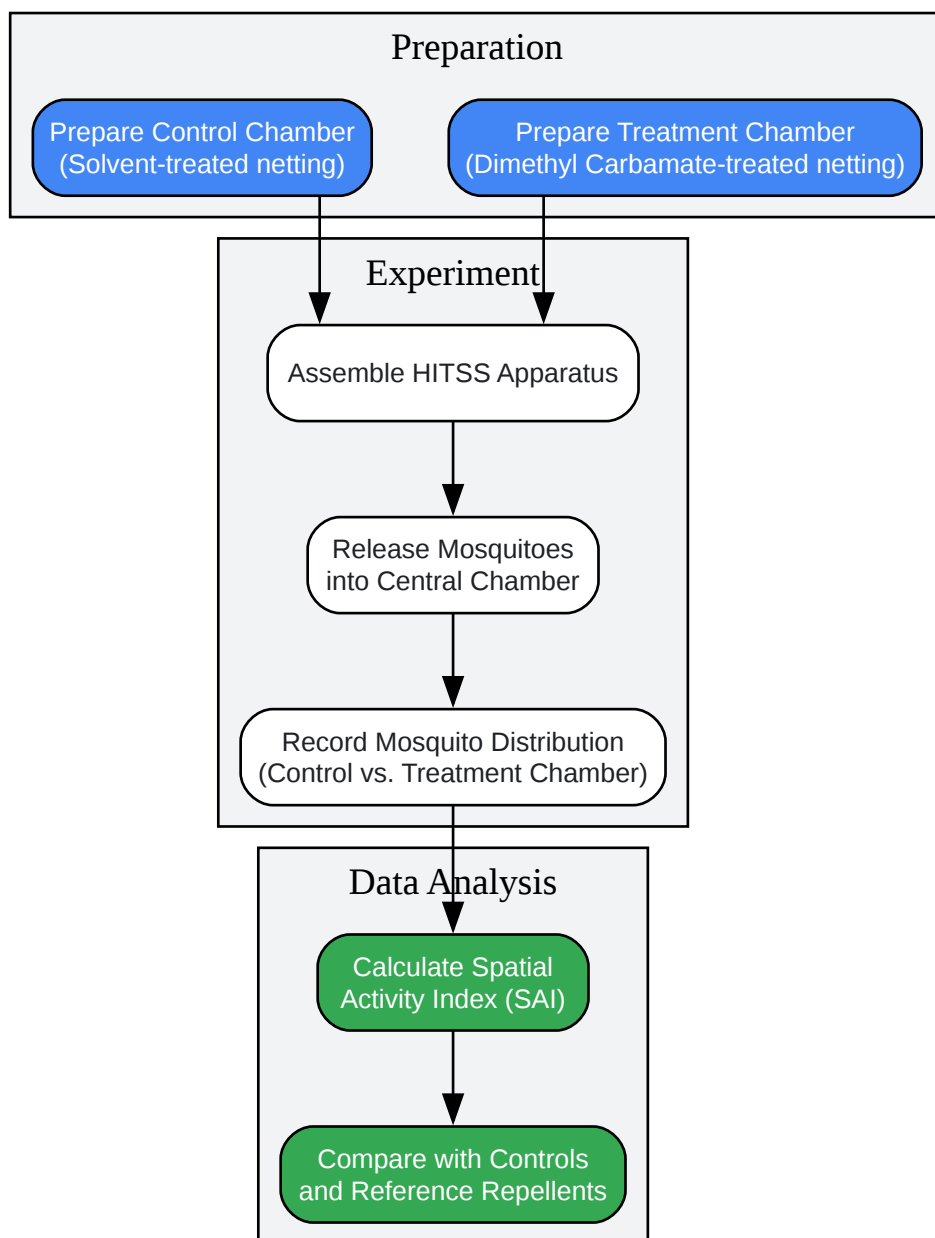 Preparation
Prepare Control Chamber
(Solvent-treated netting)
Prepare Treatment Chamber
(Dimethyl Carbamate-treated netting)
Experiment
Assemble HITSS Apparatus
Release Mosquitoes
into Central Chamber
Record Mosquito Distribution
(Control vs. Treatment Chamber)
Data Analysis
Calculate Spatial
Activity Index (SAI)
Compare with Controls
and Reference Repellents